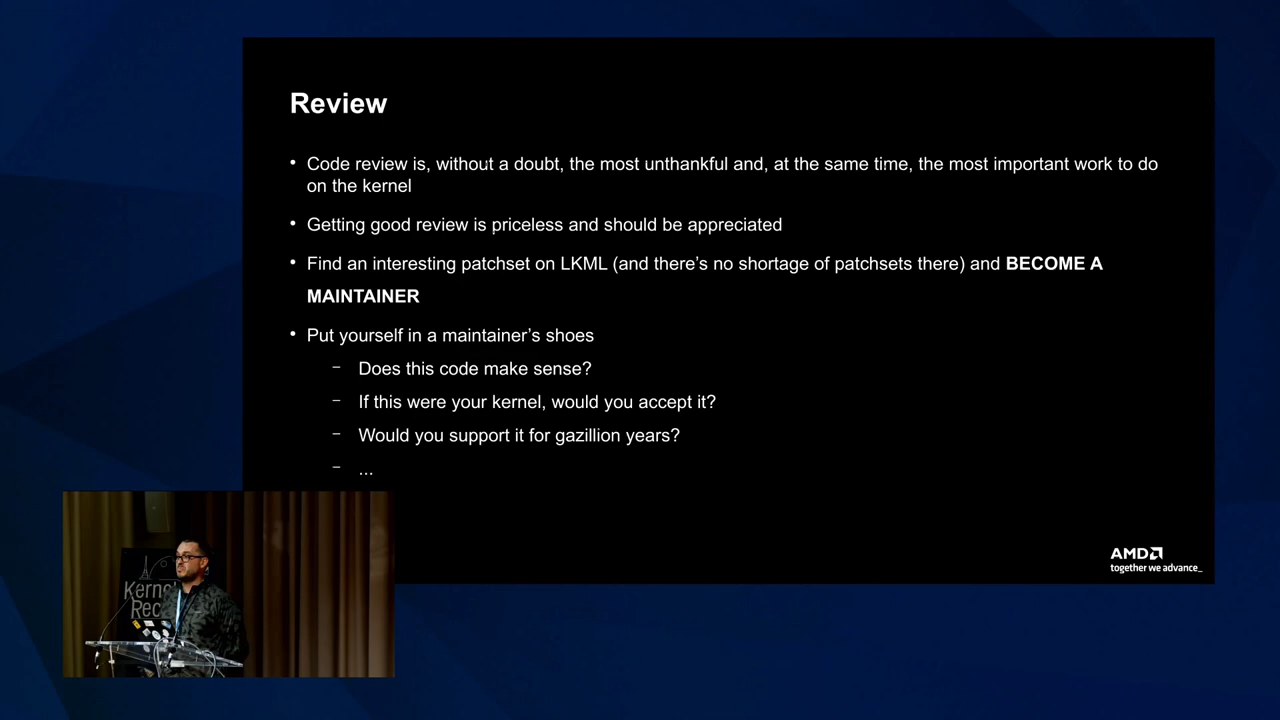 Review
• Code review is, without a doubt, the most unthankful and, at the same time, the most important work to do
on the kernel
• Getting good review is priceless and should be appreciated
• Find an interesting patchset on LKML (and there's no shortage of patchsets there) and BECOME A
MAINTAINER
• Put yourself in a maintainer's shoes
– Does this code make sense?
– If this were your kernel, would you accept it?
– Would you support it for gazillion years?
– ...
AMD
together we advance_
Kernel
Rec